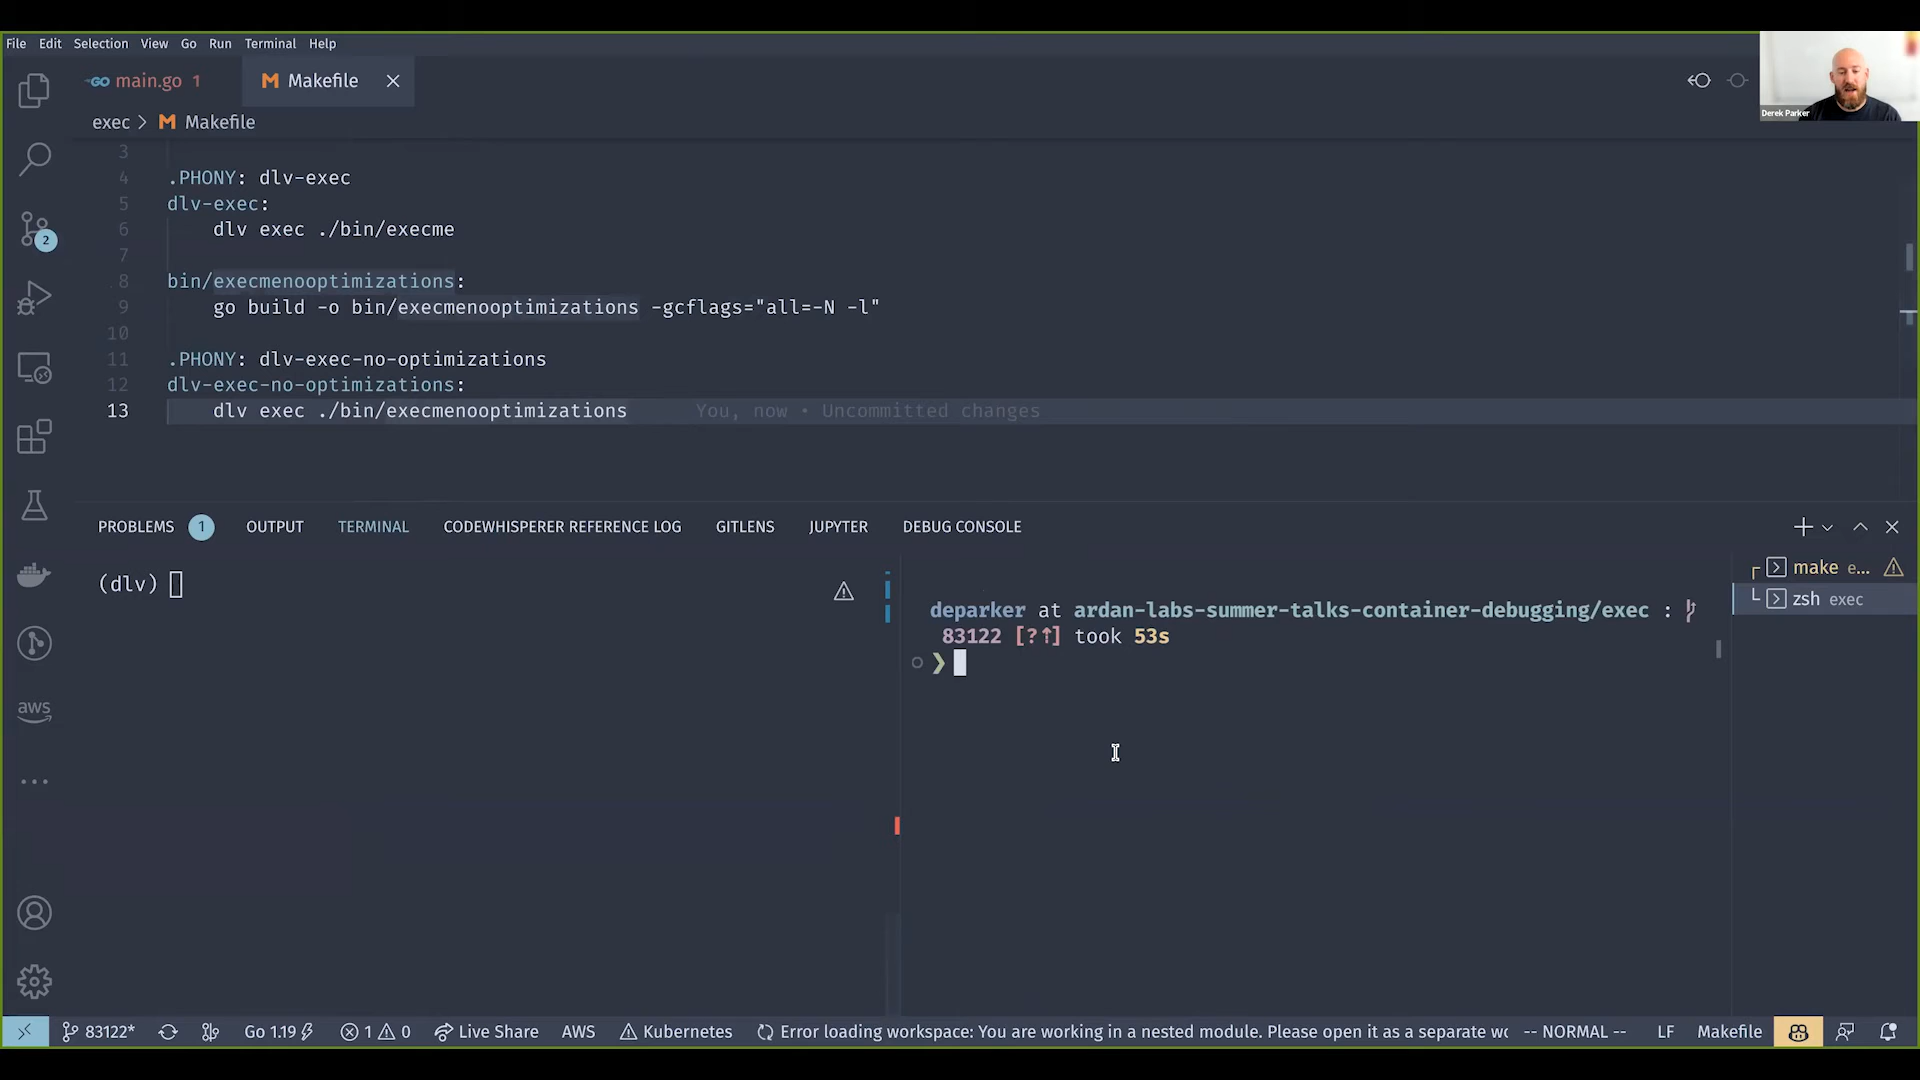 File Edit Selection View Go Run Terminal Help
GO main.go 1
M Makefile
Derek Parker
exec > M Makefile
3
4 .PHONY: dlv-exec
5 dlv-exec:
6 dlv exec ./bin/execme
7
8 bin/execmenooptimizations:
9 go build -o bin/execmenooptimizations -gcflags="all=-N -l"
10
11 .PHONY: dlv-exec-no-optimizations
12 dlv-exec-no-optimizations:
13 dlv exec ./bin/execmenooptimizations You, now • Uncommitted changes
2
PROBLEMS 1 OUTPUT TERMINAL CODEWHISPERER REFERENCE LOG GITLENS JUPYTER DEBUG CONSOLE
(dlv)
deparker at ardan-labs-summer-talks-container-debugging/exec :
83122 [?⇡] took 53s
❯
make e...
zsh exec
aws
83122* Go 1.19 1 0 Live Share AWS Kubernetes Error loading workspace: You are working in a nested module. Please open it as a separate wc -- NORMAL -- LF Makefile